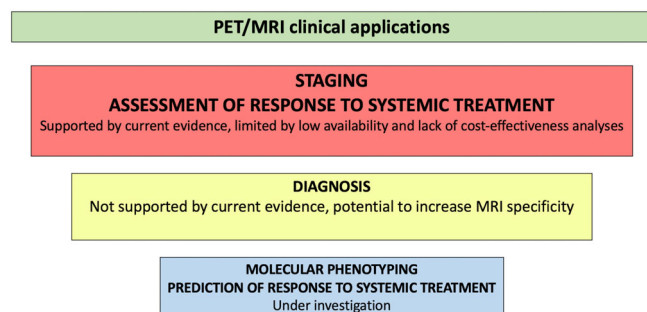 PET/MRI clinical applications
STAGING
ASSESSMENT OF RESPONSE TO SYSTEMIC TREATMENT
Supported by current evidence, limited by low availability and lack of cost-effectiveness analyses
DIAGNOSIS
Not supported by current evidence, potential to increase MRI specificity
MOLECULAR PHENOTYPING
PREDICTION OF RESPONSE TO SYSTEMIC TREATMENT
Under investigation